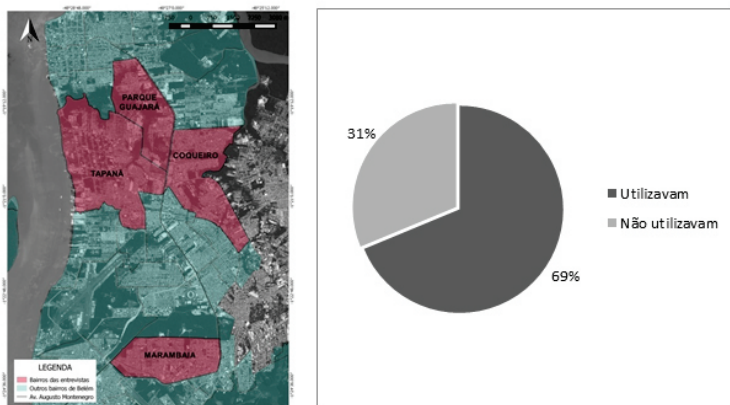 PARQUE
GUAJARÁ
COQUEIRO
TAPANÃ
MARAMBAIA
LEGENDA
Bairros das entrevistas
Outros bairros de Belém
Av. Augusto Montenegro
31%
69%
Utilizavam
Não utilizavam